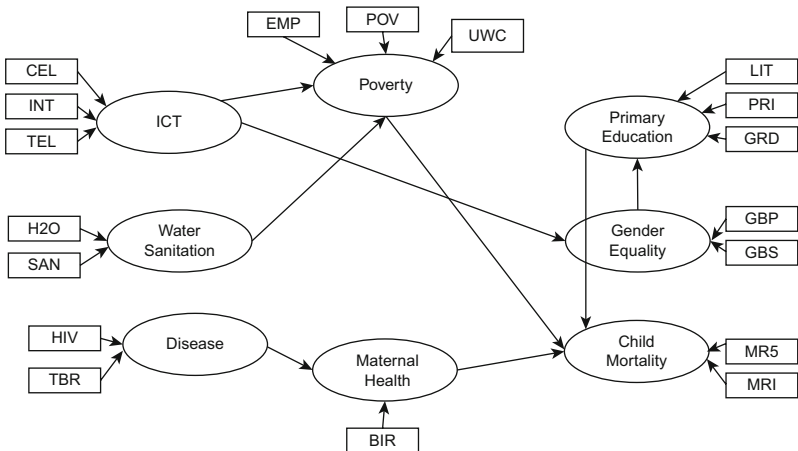 EMP
POV
UWC
CEL
INT
TEL
ICT
Poverty
LIT
PRI
GRD
Primary
Education
H2O
SAN
Water
Sanitation
Gender
Equality
GBP
GBS
HIV
TBR
Disease
Maternal
Health
BIR
Child
Mortality
MR5
MRI